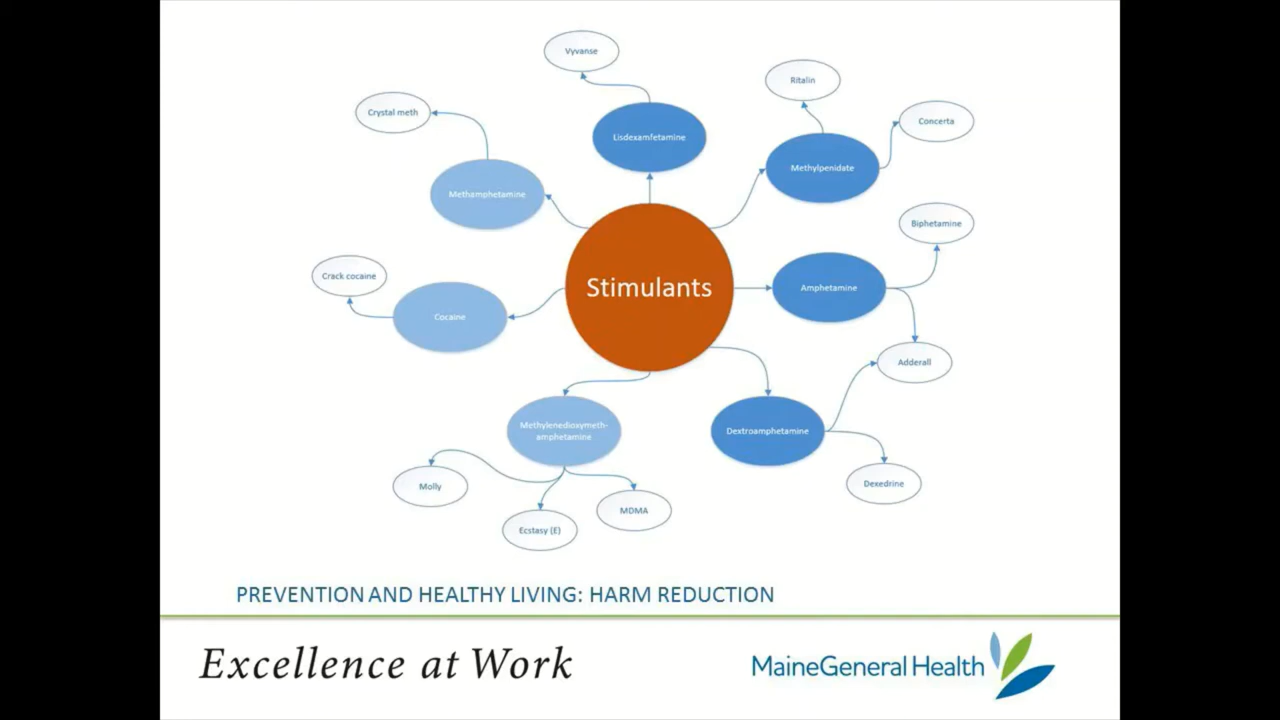 Vyvanse
Ritalin
Crystal meth
Concerta
Lisdexamfetamine
Methylpenidate
Methamphetamine
Biphetamine
Crack cocaine
Stimulants
Amphetamine
Cocaine
Adderall
Methylenedioxymeth-
amphetamine
Dextroamphetamine
Molly
Dexedrine
MDMA
Ecstasy (E)
PREVENTION AND HEALTHY LIVING: HARM REDUCTION
Excellence at Work
MaineGeneral Health